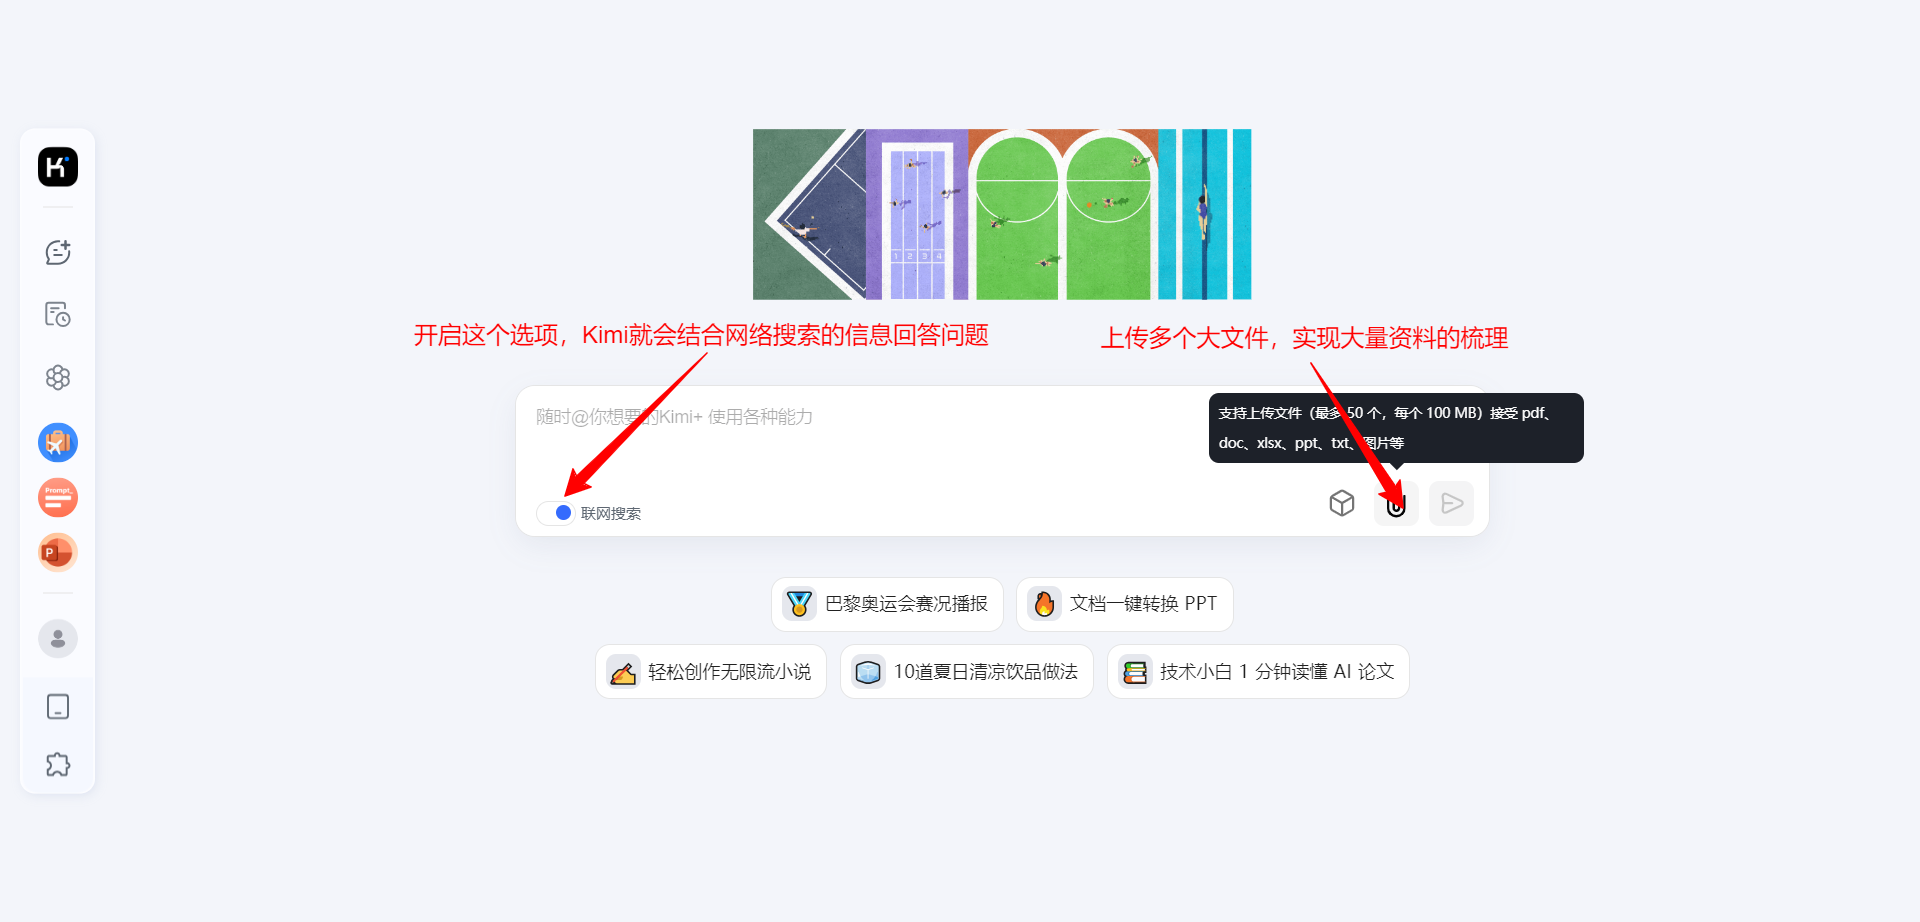 1 2 3 4
开启这个选项，Kimi就会结合网络搜索的信息回答问题
上传多个大文件，实现大量资料的梳理
随时@你想要的Kimi+ 使用各种能力
支持上传文件（最多 50 个，每个 100 MB）接受 pdf、
doc、xlsx、ppt、txt、图片等
联网搜索
巴黎奥运会赛况播报
文档一键转换 PPT
轻松创作无限流小说
10道夏日清凉饮品做法
技术小白 1 分钟读懂 AI 论文
K
Prompt
P